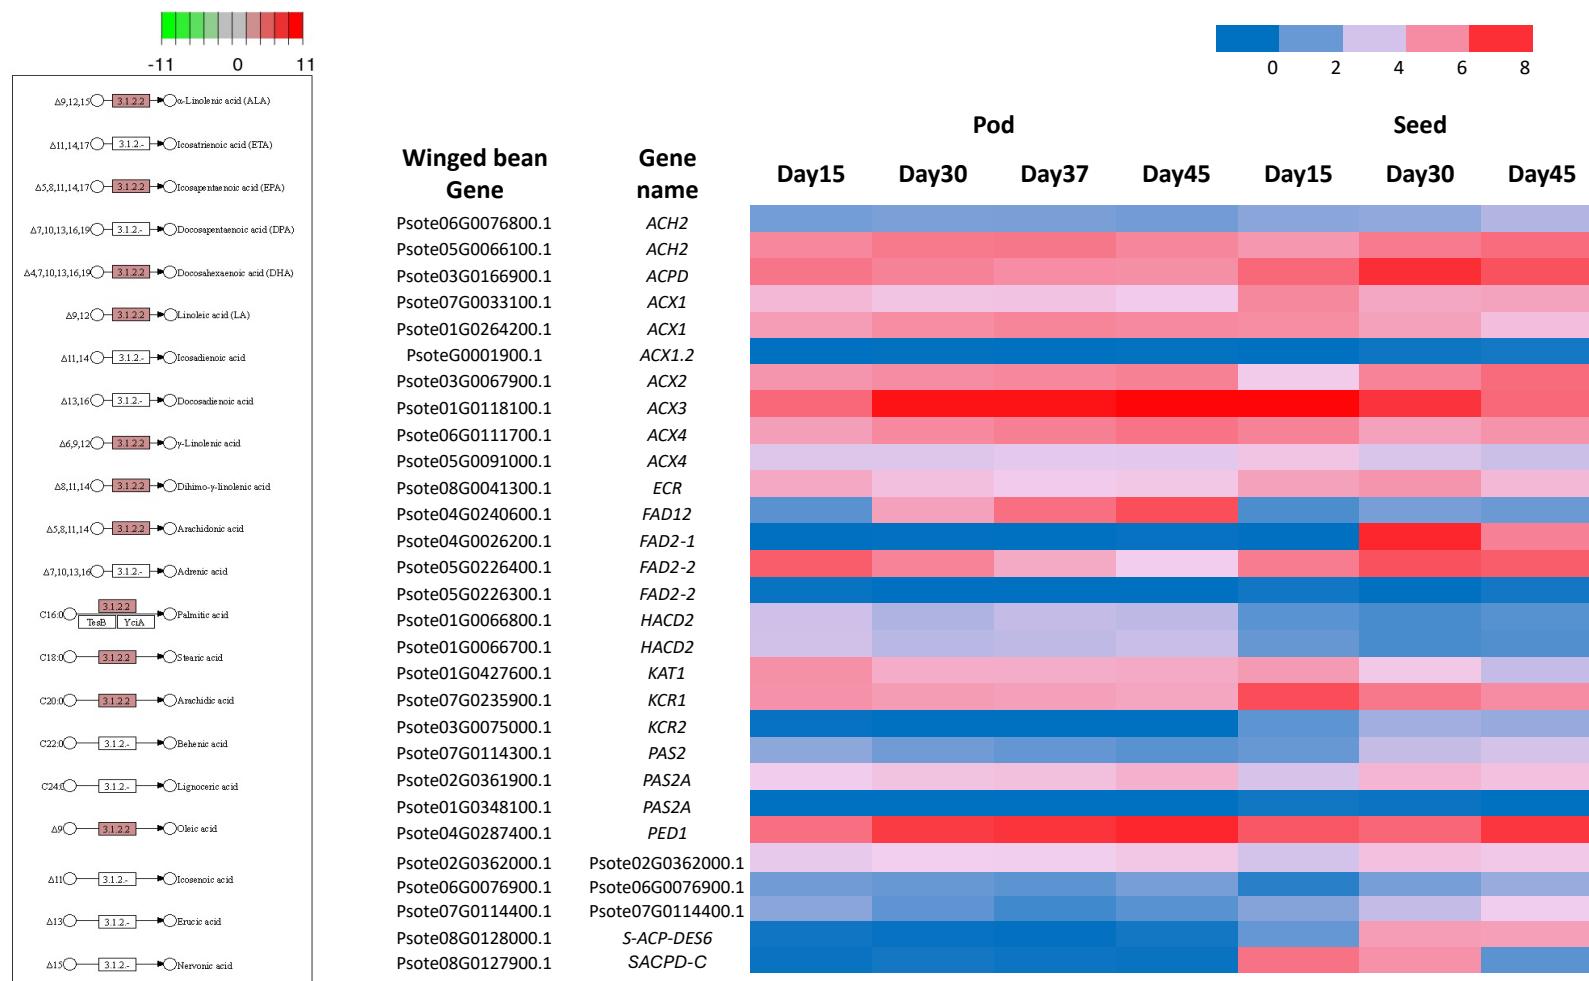 -11 0 11
0 2 4 6 8
Δ9,12,15 3.1.2.2 α-Linolenic acid (ALA)
Δ11,14,17 3.1.2.- Icosatrienoic acid (ETA)
Δ5,8,11,14,17 3.1.2.2 Icosapentaenoic acid (EPA)
Δ7,10,13,16,19 3.1.2.- Docosapentaenoic acid (DPA)
Δ4,7,10,13,16,19 3.1.2.2 Docosahexaenoic acid (DHA)
Δ9,12 3.1.2.2 Linoleic acid (LA)
Δ11,14 3.1.2.- Icosadienoic acid
Δ13,16 3.1.2.- Docosadienoic acid
Δ6,9,12 3.1.2.2 γ-Linolenic acid
Δ8,11,14 3.1.2.2 Dihimo-γ-linolenic acid
Δ5,8,11,14 3.1.2.2 Arachidonic acid
Δ7,10,13,16 3.1.2.- Adrenic acid
3.1.2.2
C16:0 Palmitic acid
TesB YciA
C18:0 3.1.2.2 Stearic acid
C20:0 3.1.2.2 Arachidic acid
C22:0 3.1.2.- Behenic acid
C24:0 3.1.2.- Lignoceric acid
Δ9 3.1.2.2 Oleic acid
Δ11 3.1.2.- Icosenoic acid
Δ13 3.1.2.- Erucic acid
Δ15 3.1.2.- Nervonic acid
Pod Seed
Winged bean Gene
Gene name
Day15 Day30 Day37 Day45 Day15 Day30 Day45
Psote06G0076800.1 ACH2
Psote05G0066100.1 ACH2
Psote03G0166900.1 ACPD
Psote07G0033100.1 ACX1
Psote01G0264200.1 ACX1
PsoteG0001900.1 ACX1.2
Psote03G0067900.1 ACX2
Psote01G0118100.1 ACX3
Psote06G0111700.1 ACX4
Psote05G0091000.1 ACX4
Psote08G0041300.1 ECR
Psote04G0240600.1 FAD12
Psote04G0026200.1 FAD2-1
Psote05G0226400.1 FAD2-2
Psote05G0226300.1 FAD2-2
Psote01G0066800.1 HACD2
Psote01G0066700.1 HACD2
Psote01G0427600.1 KAT1
Psote07G0235900.1 KCR1
Psote03G0075000.1 KCR2
Psote07G0114300.1 PAS2
Psote02G0361900.1 PAS2A
Psote01G0348100.1 PAS2A
Psote04G0287400.1 PED1
Psote02G0362000.1 Psote02G0362000.1
Psote06G0076900.1 Psote06G0076900.1
Psote07G0114400.1 Psote07G0114400.1
Psote08G0128000.1 S-ACP-DES6
Psote08G0127900.1 SACPD-C